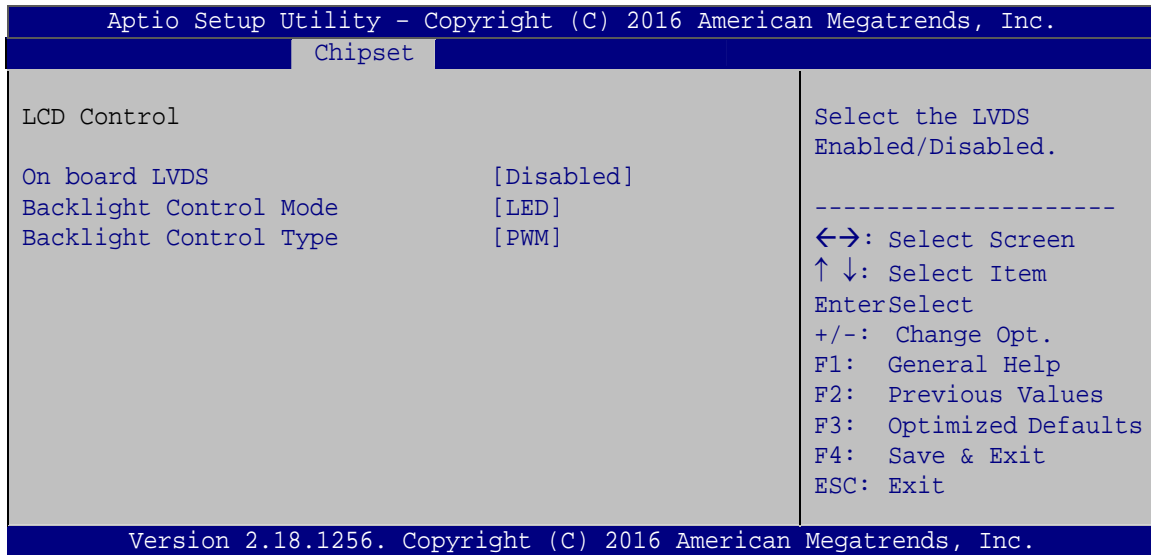 Aptio Setup Utility – Copyright (C) 2016 American Megatrends, Inc.
Chipset
LCD Control
On board LVDS [Disabled]
Backlight Control Mode [LED]
Backlight Control Type [PWM]
Select the LVDS
Enabled/Disabled.
---------------------
←→: Select Screen
↑ ↓: Select Item
EnterSelect
+/-: Change Opt.
F1: General Help
F2: Previous Values
F3: Optimized Defaults
F4: Save & Exit
ESC: Exit
Version 2.18.1256. Copyright (C) 2016 American Megatrends, Inc.